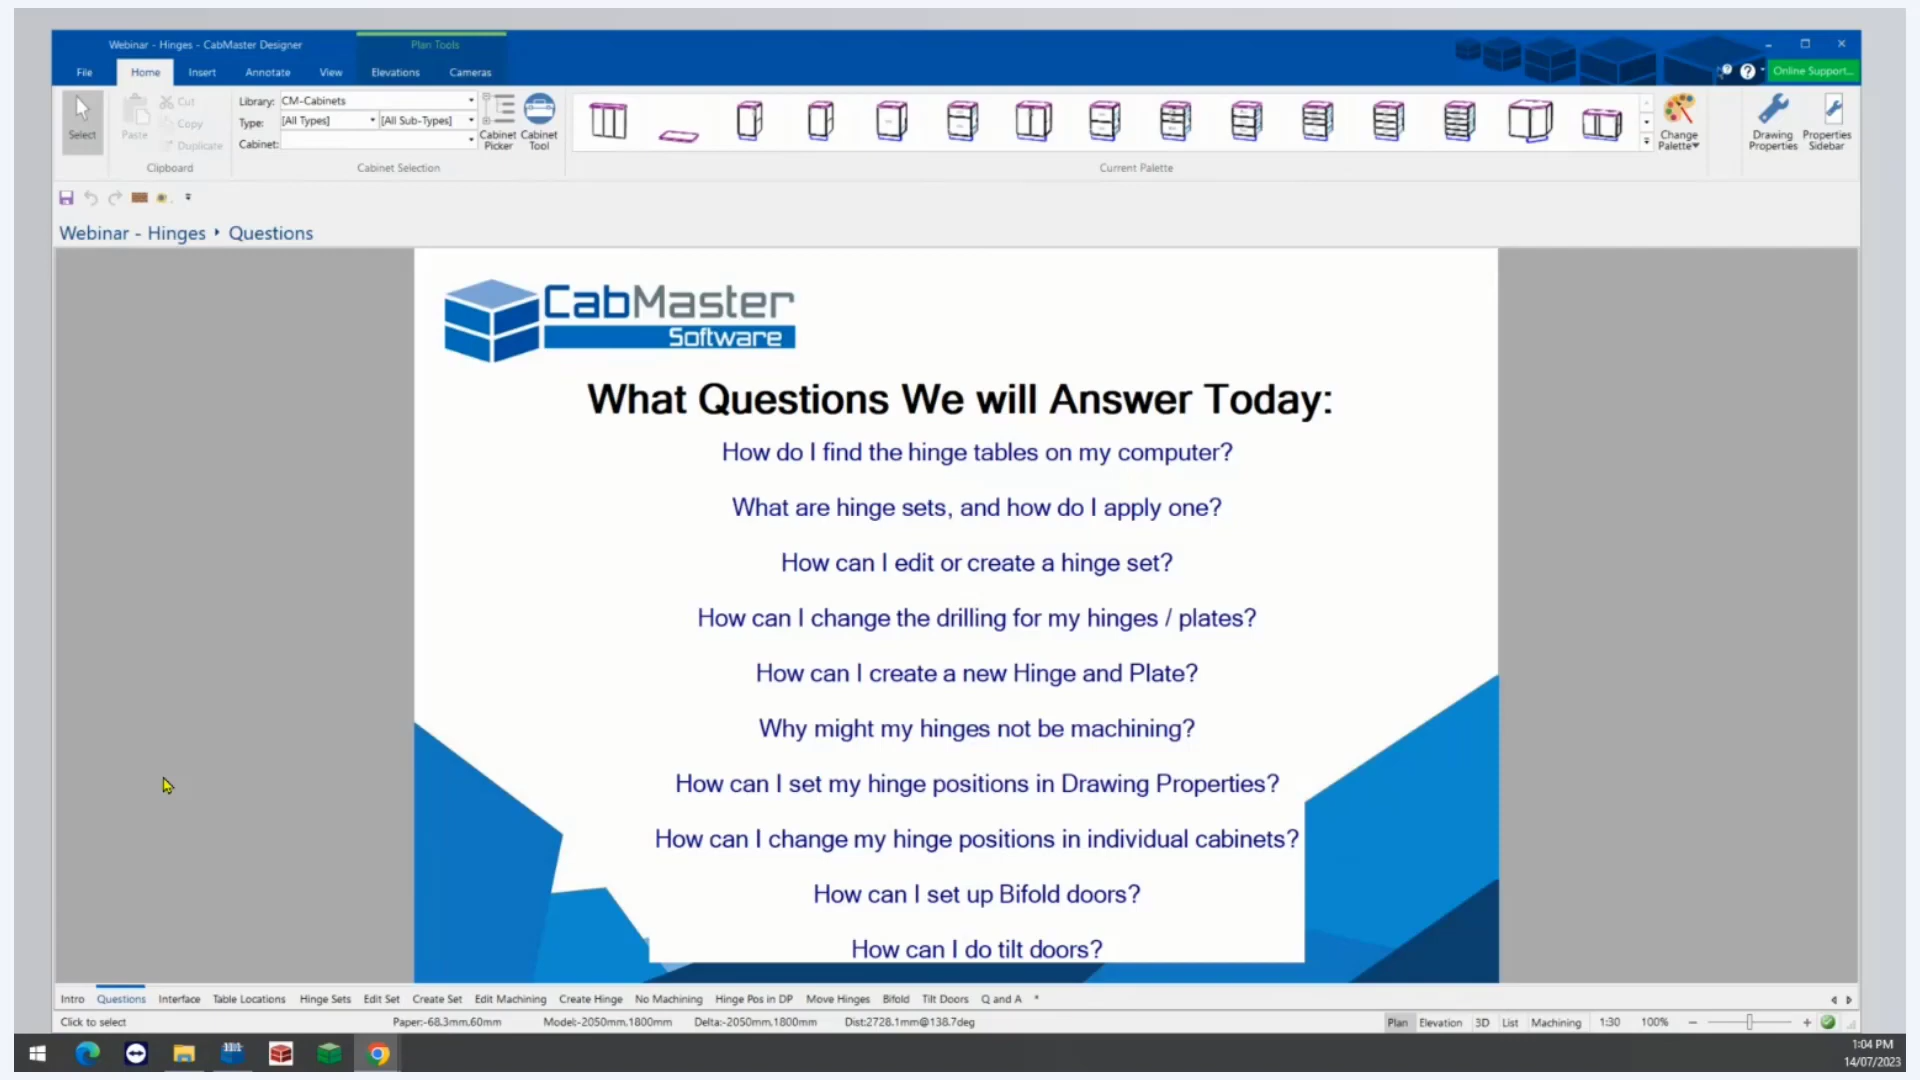 Webinar - Hinges - CabMaster Designer
Plan Tools
File
Home
Insert
Annotate
View
Elevations
Cameras
Online Support...
Select
Paste
Cut
Copy
Duplicate
Clipboard
Library: CM-Cabinets
Type: [All Types] [All Sub-Types]
Cabinet:
Cabinet Picker
Cabinet Tool
Cabinet Selection
Current Palette
Change Palette
Drawing Properties
Properties Sidebar
Webinar - Hinges Questions
CabMaster
Software
What Questions We will Answer Today:
How do I find the hinge tables on my computer?
What are hinge sets, and how do I apply one?
How can I edit or create a hinge set?
How can I change the drilling for my hinges / plates?
How can I create a new Hinge and Plate?
Why might my hinges not be machining?
How can I set my hinge positions in Drawing Properties?
How can I change my hinge positions in individual cabinets?
How can I set up Bifold doors?
How can I do tilt doors?
Intro Questions Interface Table Locations Hinge Sets Edit Set Create Set Edit Machining Create Hinge No Machining Hinge Pos in DP Move Hinges Bifold Tilt Doors Q and A *
Click to select Paper:-68.3mm,60mm Model:-2050mm,1800mm Delta:-2050mm,1800mm Dist:2728.1mm@138.7deg Plan Elevation 3D List Machining 1:30 100%
1:04 PM
14/07/2023